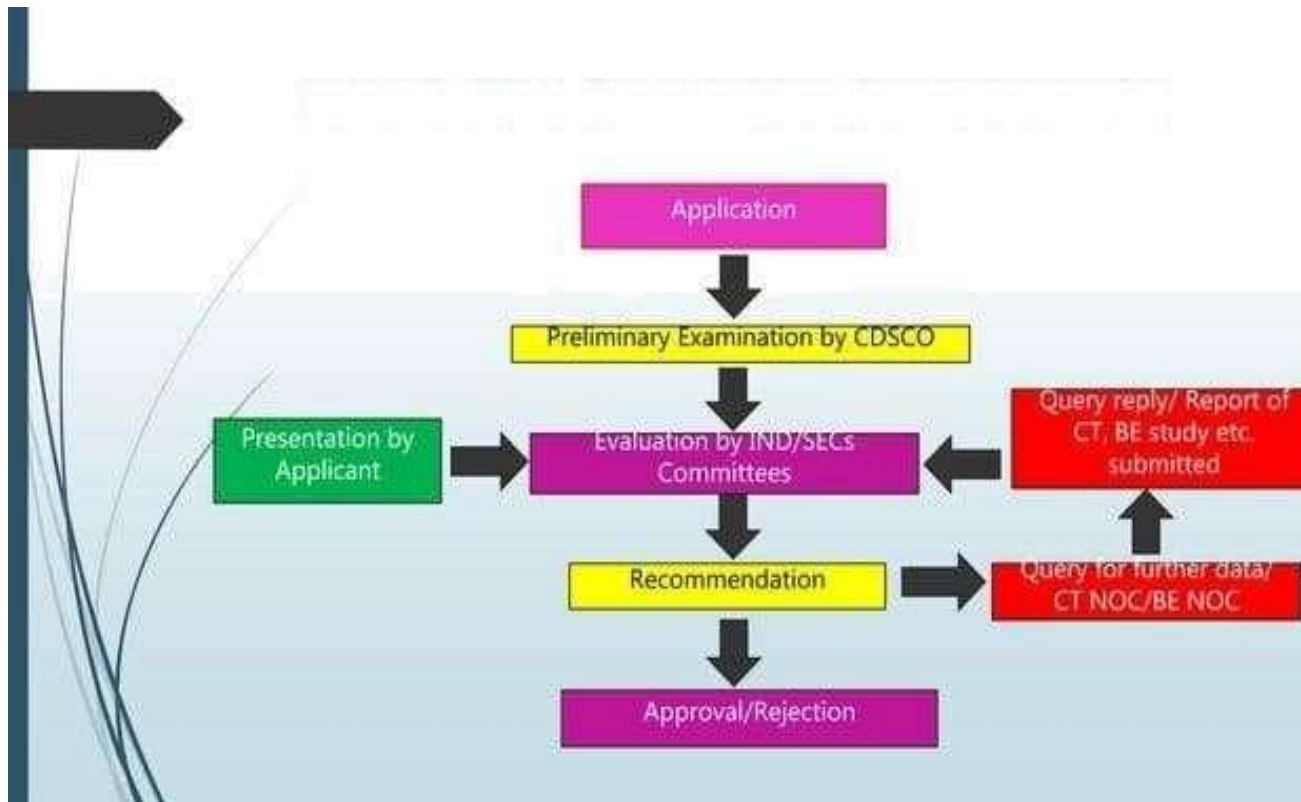 Application
Preliminary Examination by CDSCO
Presentation by
Applicant
Evaluation by IND/SECs
Committees
Query reply/ Report of
CT, BE study etc.
submitted
Recommendation
Query for further data/
CT NOC/BE NOC
Approval/Rejection